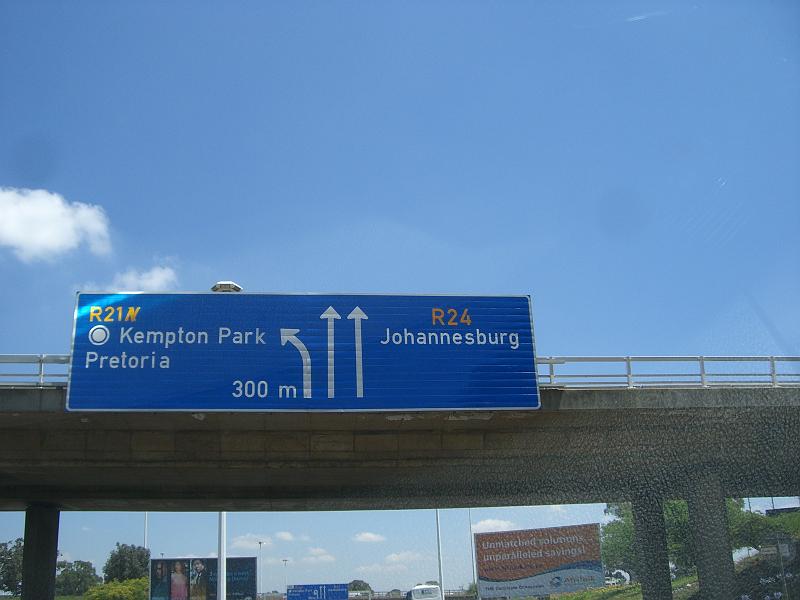 R21N
Kempton Park
Pretoria
300 m
R24
Johannesburg
Unmatched solutions,
unparalleled savings!